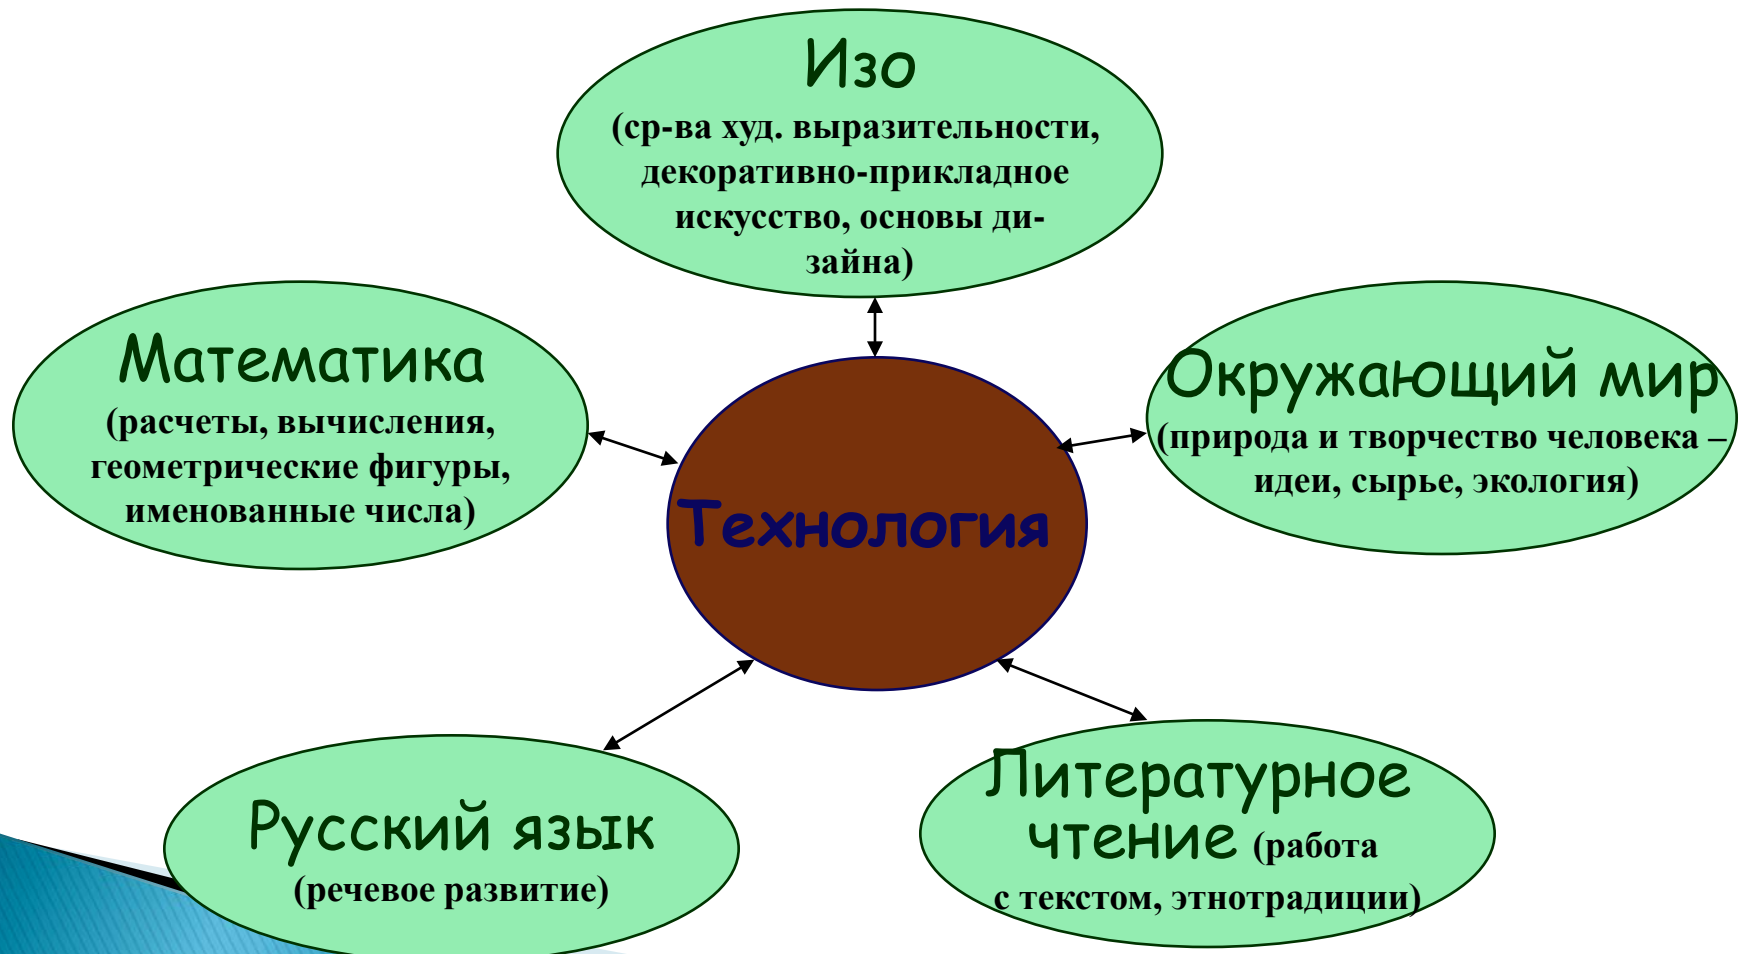 Изо
(ср-ва худ. выразительности,
декоративно-прикладное
искусство, основы ди-
зайна)
Математика
(расчеты, вычисления,
геометрические фигуры,
именованные числа)
Окружающий мир
(природа и творчество человека –
идеи, сырье, экология)
Технология
Русский язык
(речевое развитие)
Литературное
чтение (работа
с текстом, этнотрадиции)